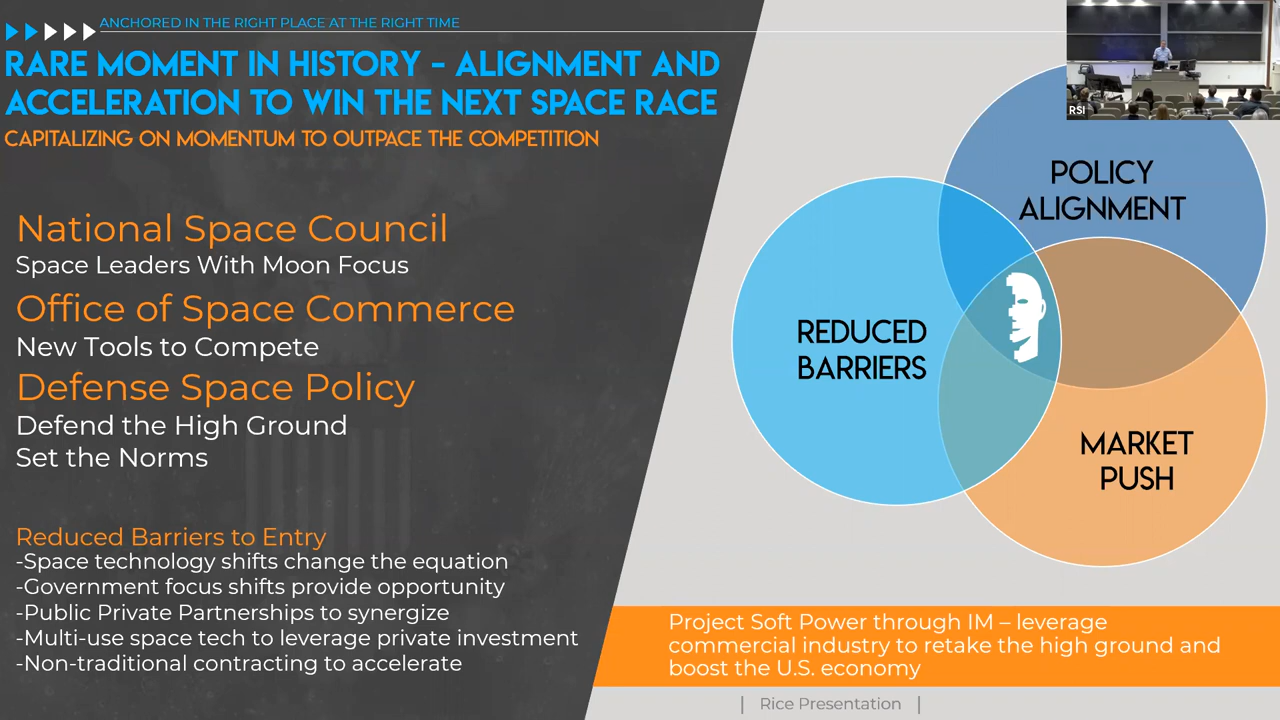 ANCHORED IN THE RIGHT PLACE AT THE RIGHT TIME
RARE MOMENT IN HISTORY - ALIGNMENT AND
ACCELERATION TO WIN THE NEXT SPACE RACE
CAPITALIZING ON MOMENTUM TO OUTPACE THE COMPETITION
National Space Council
Space Leaders With Moon Focus
Office of Space Commerce
New Tools to Compete
Defense Space Policy
Defend the High Ground
Set the Norms
Reduced Barriers to Entry
-Space technology shifts change the equation
-Government focus shifts provide opportunity
-Public Private Partnerships to synergize
-Multi-use space tech to leverage private investment
-Non-traditional contracting to accelerate
RSI
POLICY
ALIGNMENT
REDUCED
BARRIERS
MARKET
PUSH
Project Soft Power through IM – leverage
commercial industry to retake the high ground and
boost the U.S. economy
| Rice Presentation |